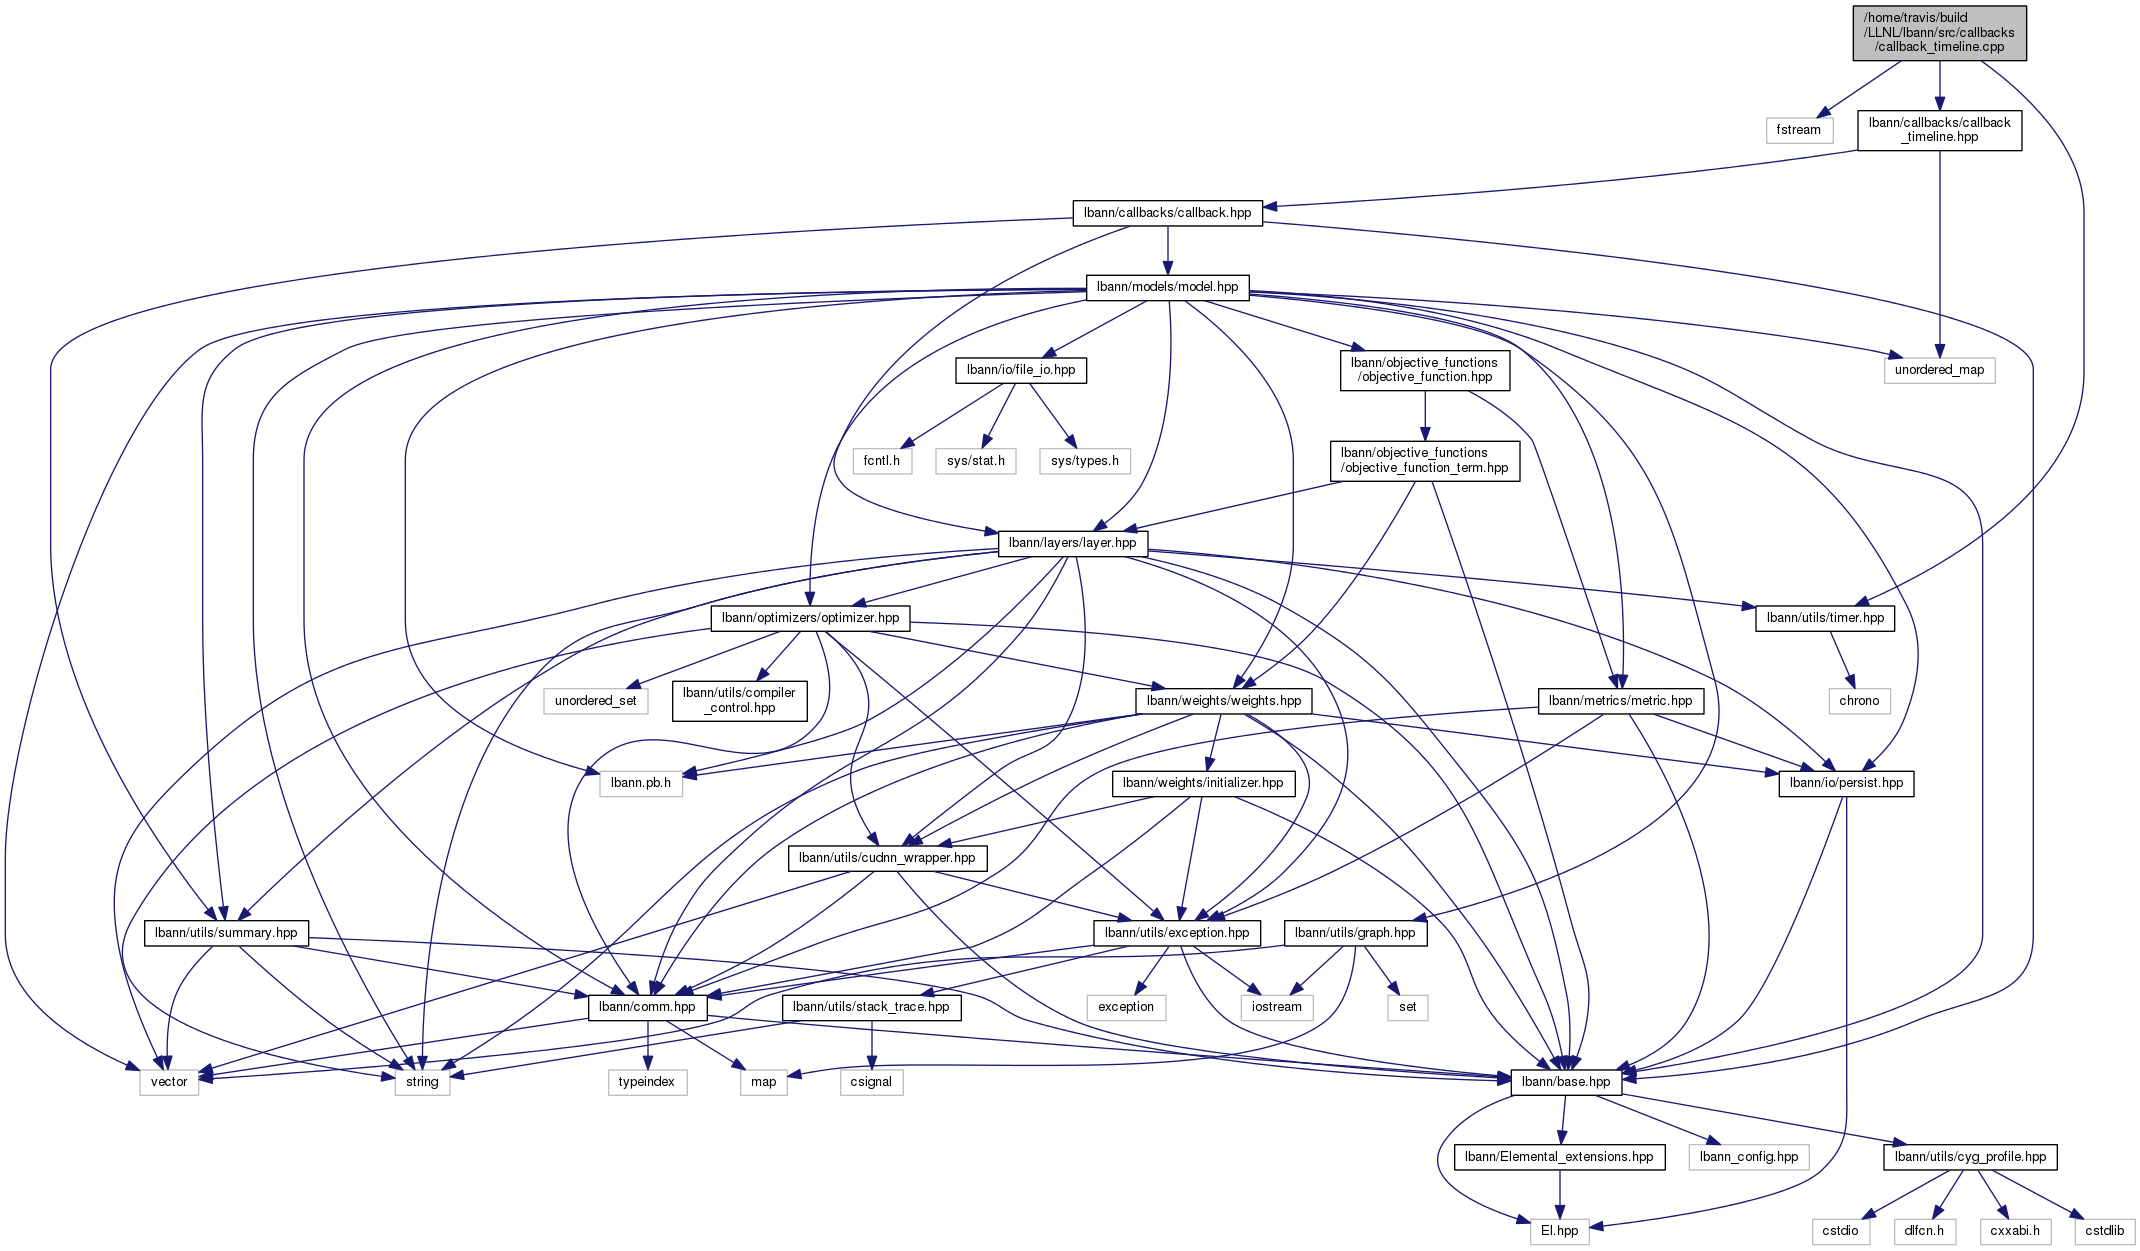 /home/travis/build
/LLNL/lbann/src/callbacks
/callback_timeline.cpp
fstream
lbann/callbacks/callback
_timeline.hpp
lbann/callbacks/callback.hpp
lbann/models/model.hpp
lbann/io/file_io.hpp
lbann/objective_functions
/objective_function.hpp
unordered_map
fcntl.h
sys/stat.h
sys/types.h
lbann/objective_functions
/objective_function_term.hpp
lbann/layers/layer.hpp
lbann/optimizers/optimizer.hpp
lbann/utils/timer.hpp
unordered_set
lbann/utils/compiler
_control.hpp
lbann/weights/weights.hpp
lbann/metrics/metric.hpp
chrono
lbann.pb.h
lbann/weights/initializer.hpp
lbann/io/persist.hpp
lbann/utils/cudnn_wrapper.hpp
lbann/utils/summary.hpp
lbann/utils/exception.hpp
lbann/utils/graph.hpp
lbann/comm.hpp
lbann/utils/stack_trace.hpp
exception
iostream
set
vector
string
typeindex
map
csignal
lbann/base.hpp
lbann/Elemental_extensions.hpp
lbann_config.hpp
lbann/utils/cyg_profile.hpp
El.hpp
cstdio
dlfcn.h
cxxabi.h
cstdlib